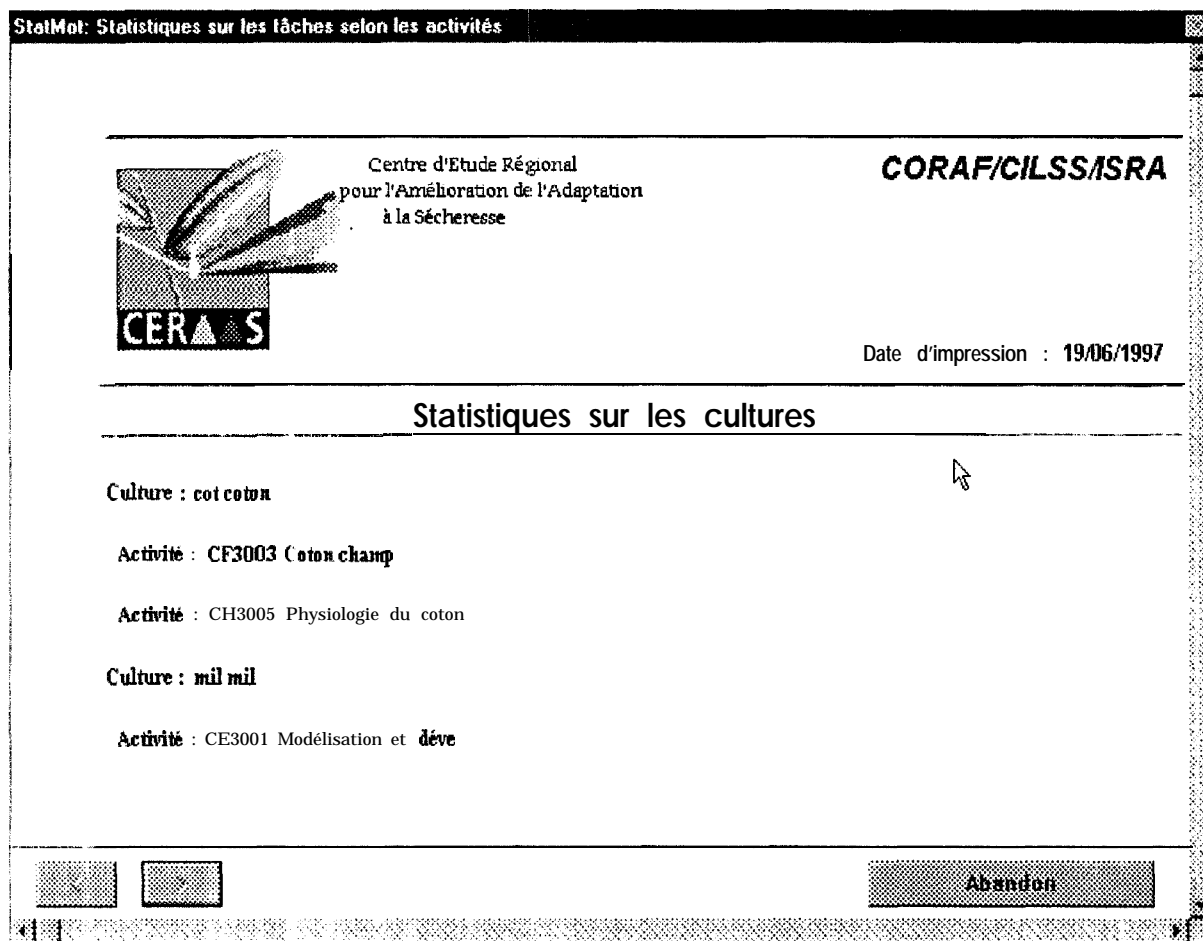 StatMot: Statistiques sur les tâches selon les activités
Centre d'Etude Régional
pour l'Amélioration de l'Adaptation
à la Sécheresse
CORAF/CILSS/ISRA
CERAAS
Date d'impression : 19/06/1997
Statistiques sur les cultures
Culture : cot coton
Activité : CF3003 Coton champ
Activité : CH3005 Physiologie du coton
Culture : mil mil
Activité : CE3001 Modélisation et déve
< >
Abandon